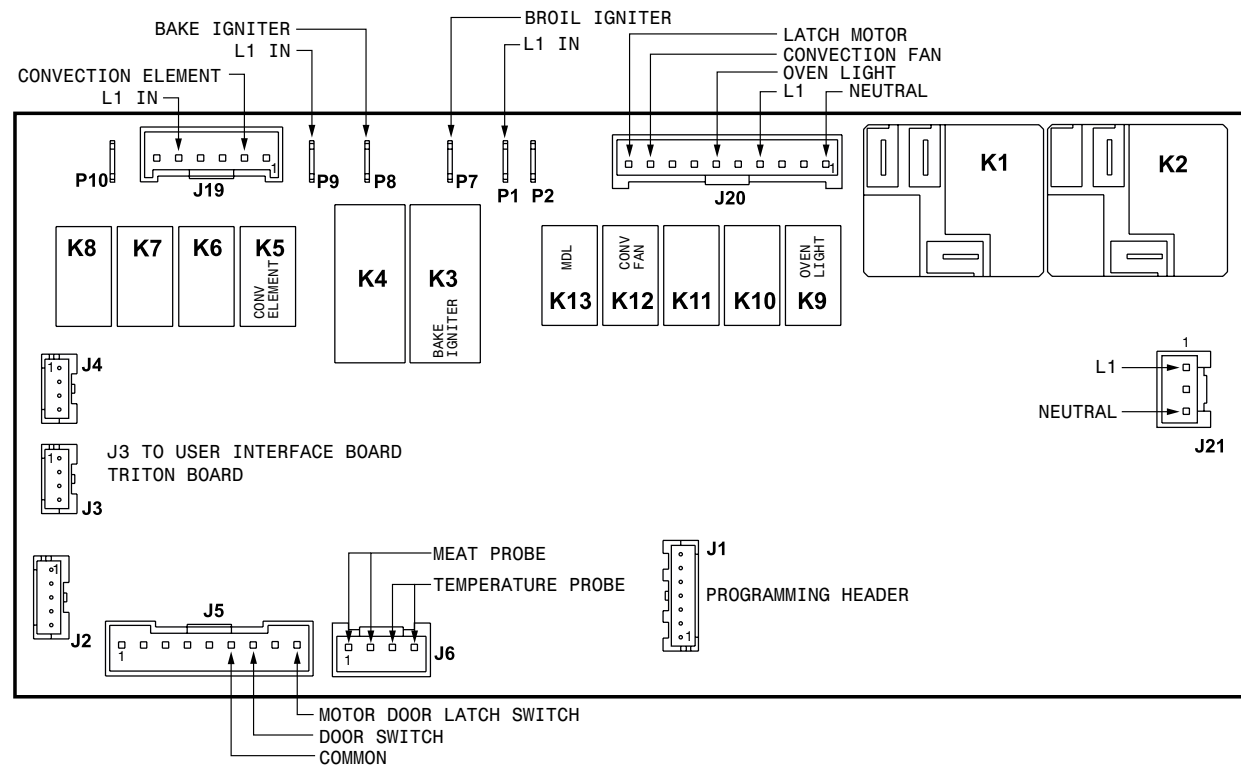 BROIL IGNITER
BAKE IGNITER
L1 IN
L1 IN
CONVECTION ELEMENT
L1 IN
LATCH MOTOR
CONVECTION FAN
OVEN LIGHT
L1
NEUTRAL
P10
J19
1
P9
P8
P7
P1
P2
J20
1
K1
K2
K8
K7
K6
K5
CONV
ELEMENT
K4
K3
BAKE
IGNITER
MDL
K13
CONV
FAN
K12
K11
K10
OVEN
LIGHT
K9
1
L1
NEUTRAL
J21
J4
1
J3 TO USER INTERFACE BOARD
TRITON BOARD
1
J3
1
J2
J5
1
MEAT PROBE
TEMPERATURE PROBE
1
J6
J1
PROGRAMMING HEADER
1
MOTOR DOOR LATCH SWITCH
DOOR SWITCH
COMMON